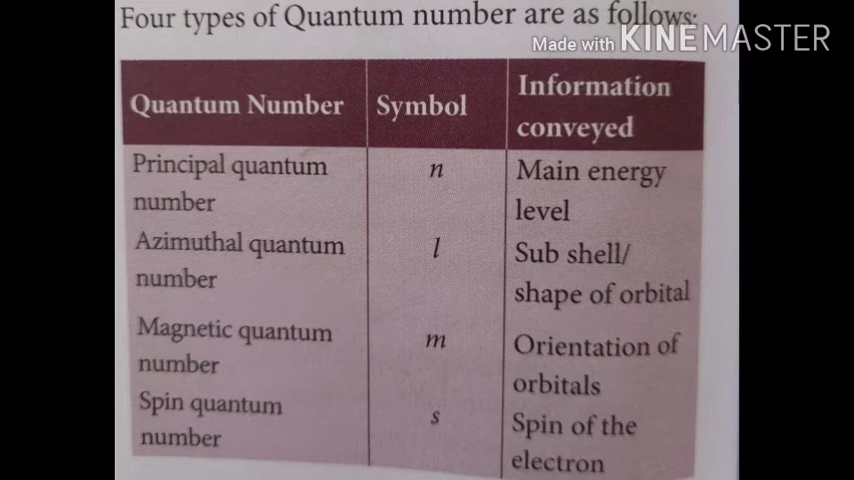 Four types of Quantum number are as follows:
Made with KINEMASTER
Quantum Number Symbol Information conveyed
Principal quantum number n Main energy level
Azimuthal quantum number l Sub shell/ shape of orbital
Magnetic quantum number m Orientation of orbitals
Spin quantum number s Spin of the electron